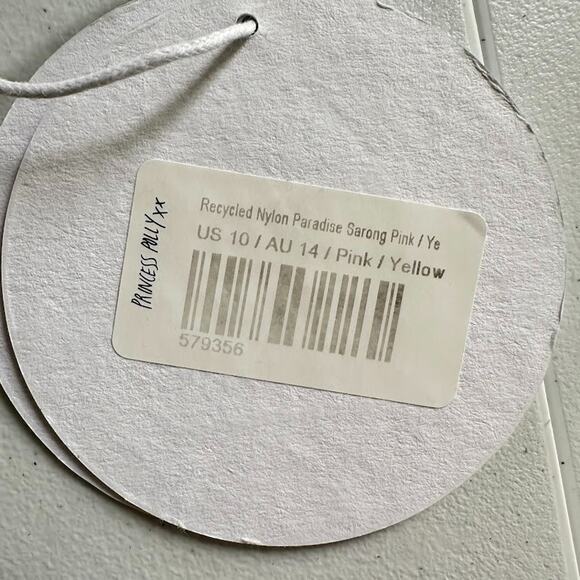 PRINCESS POLLY xx
Recycled Nylon Paradise Sarong Pink / Ye
US 10 / AU 14 / Pink / Yellow
579356